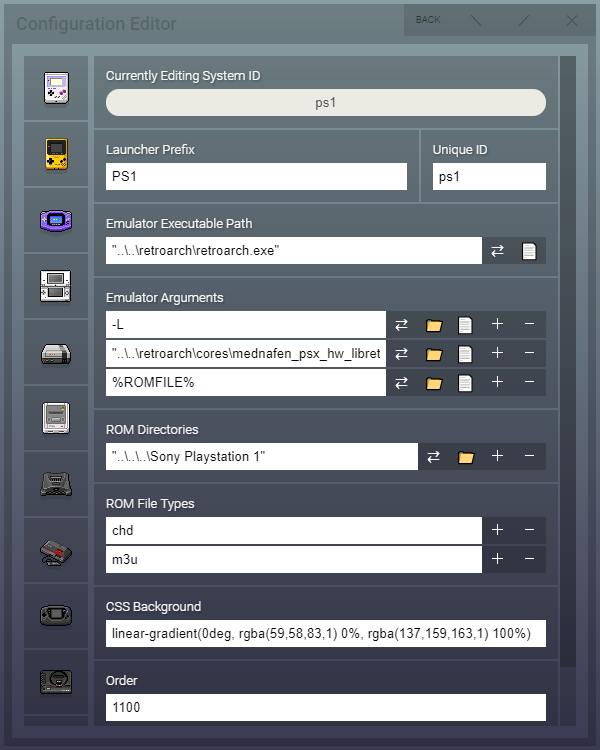 Configuration Editor
BACK
Currently Editing System ID
ps1
Launcher Prefix
Unique ID
PS1
ps1
Emulator Executable Path
"..\..\retroarch\retroarch.exe"
Emulator Arguments
-L
"..\..\retroarch\cores\mednafen_psx_hw_libret
%ROMFILE%
ROM Directories
"..\..\..\Sony Playstation 1"
ROM File Types
chd
m3u
CSS Background
linear-gradient(0deg, rgba(59,58,83,1) 0%, rgba(137,159,163,1) 100%)
Order
1100